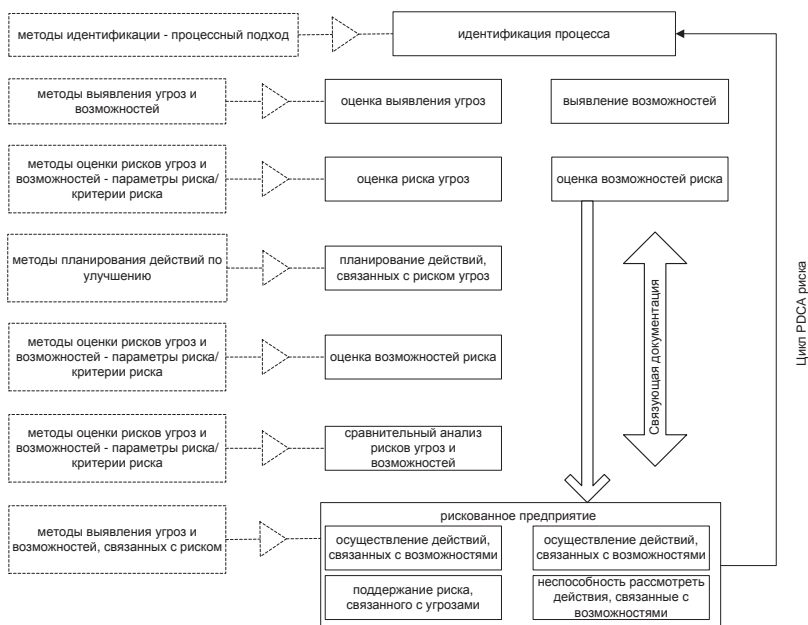 методы идентификации - процессный подход
идентификация процесса
методы выявления угроз и
возможностей
оценка выявления угроз
выявление возможностей
методы оценки рисков угроз и
возможностей - параметры риска/
критерии риска
оценка риска угроз
оценка возможностей риска
методы планирования действий по
улучшению
планирование действий,
связанных с риском угроз
методы оценки рисков угроз и
возможностей - параметры риска/
критерии риска
оценка возможностей риска
методы оценки рисков угроз и
возможностей - параметры риска/
критерии риска
сравнительный анализ
рисков угроз и
возможностей
Связующая документация
Цикл PDCA риска
методы выявления угроз и
возможностей, связанных с риском
рискованное предприятие
осуществление действий,
связанных с возможностями
осуществление действий,
связанных с возможностями
поддержание риска,
связанного с угрозами
неспособность рассмотреть
действия, связанные с
возможностями